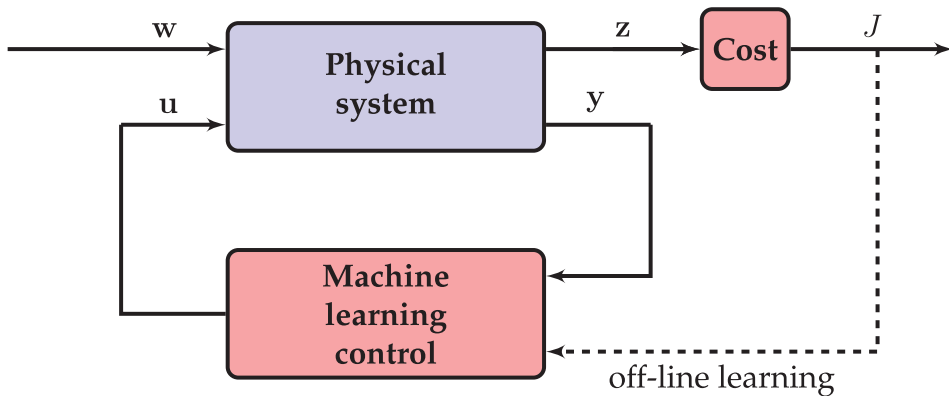 w
Physical
system
z
Cost
J
u
y
Machine
learning
control
off-line learning